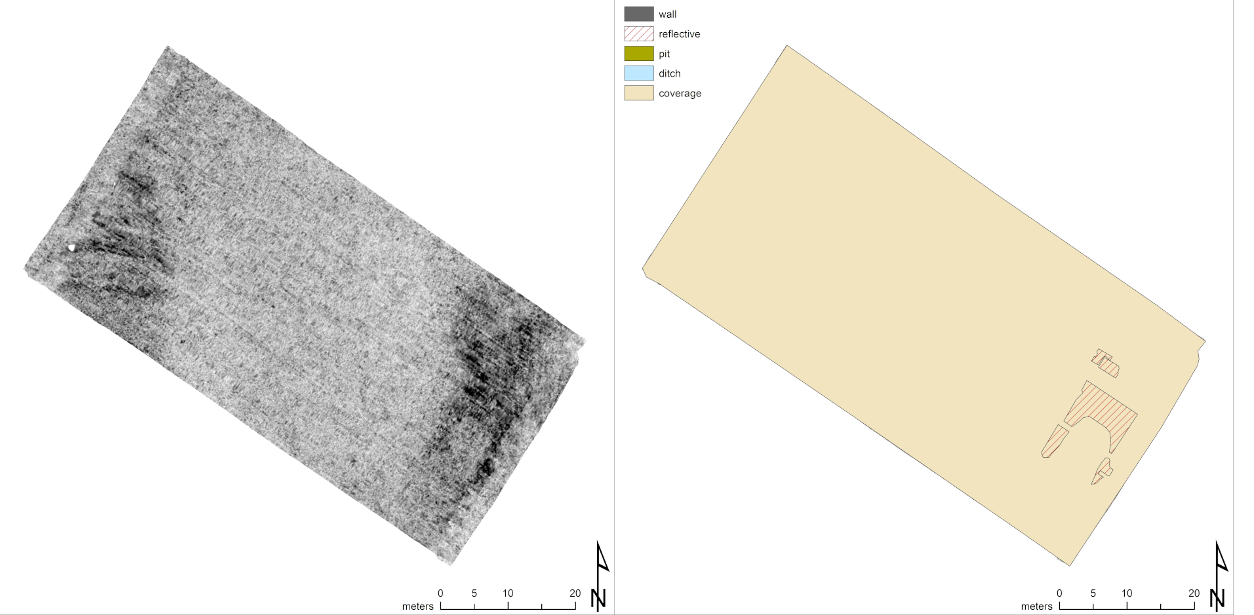 wall
reflective
pit
ditch
coverage
0 5 10 20
meters
N
0 5 10 20
meters
N